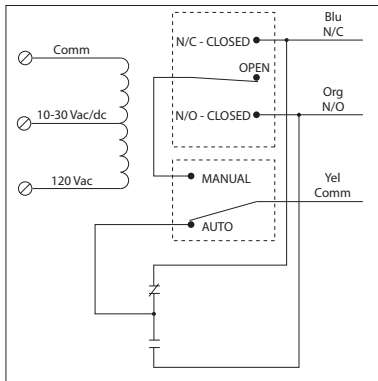 Comm
10-30 Vac/dc
120 Vac
N/C - CLOSED
OPEN
N/O - CLOSED
MANUAL
AUTO
Blu
N/C
Org
N/O
Yel
Comm